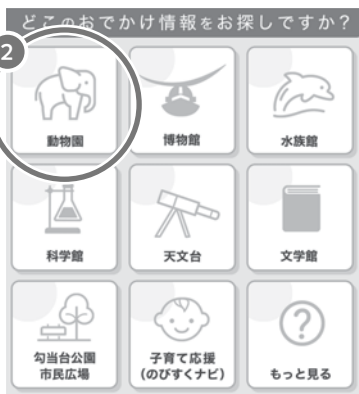 どこのおでかけ情報をお探しですか?
2
動物園
博物館
水族館
科学館
天文台
文学館
勾当台公園
市民広場
子育て応援
(のびすくナビ)
?
もっと見る